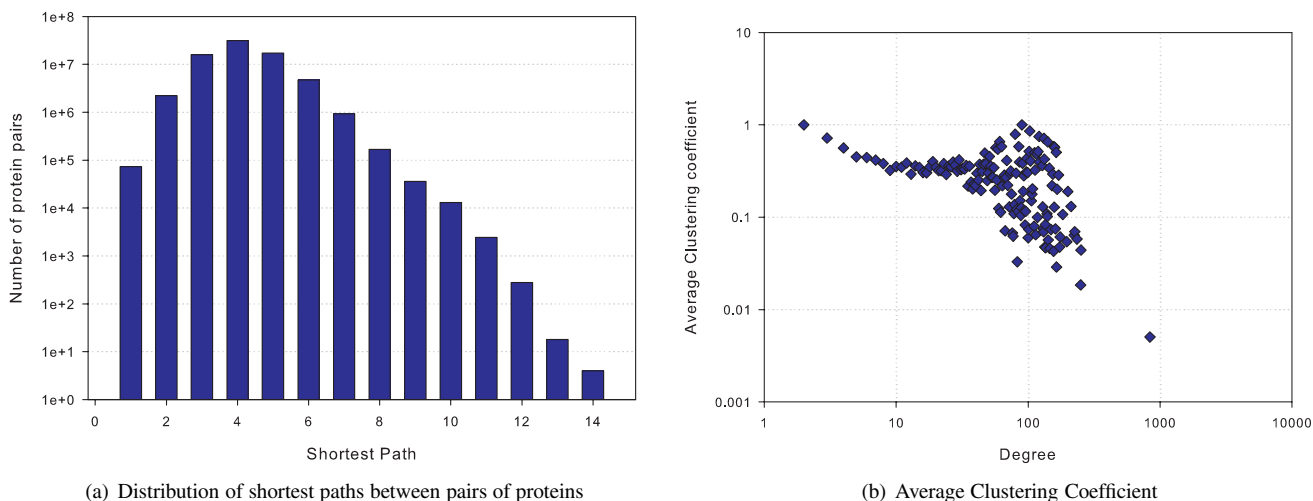 1e+8
1e+7
1e+6
1e+5
1e+4
1e+3
1e+2
1e+1
1e+0
Number of protein pairs
0 2 4 6 8 10 12 14
Shortest Path
(a) Distribution of shortest paths between pairs of proteins
10
1
0.1
0.01
0.001
Average Clustering coefficient
1 10 100 1000 10000
Degree
(b) Average Clustering Coefficient